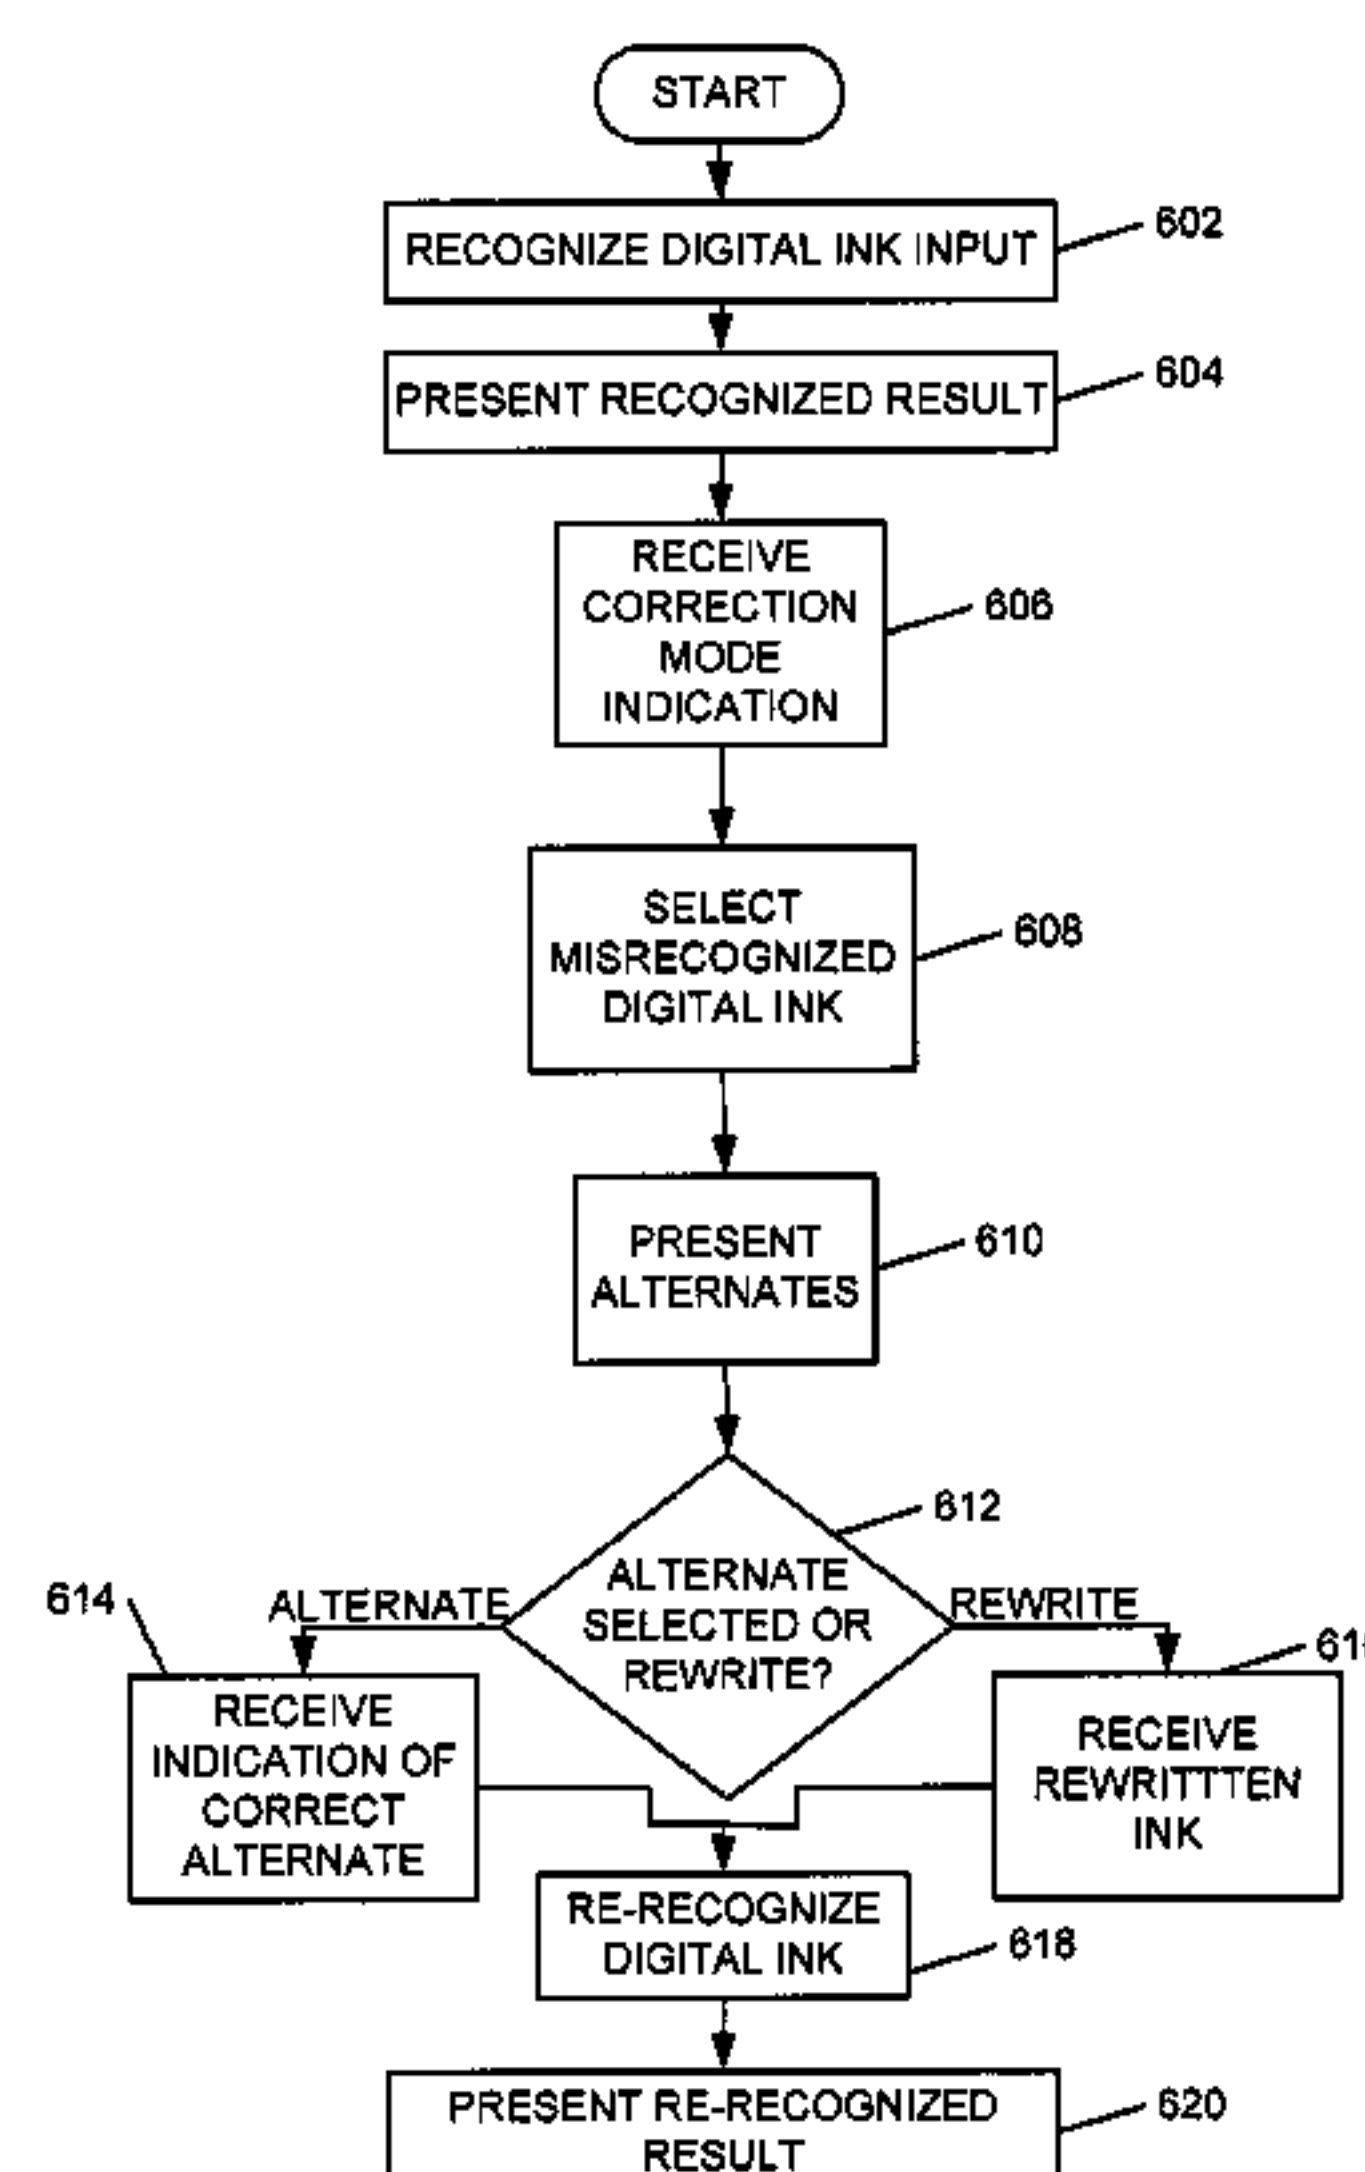 START
RECOGNIZE DIGITAL INK INPUT
602
PRESENT RECOGNIZED RESULT
604
RECEIVE
CORRECTION
MODE
INDICATION
606
SELECT
MISRECOGNIZED
DIGITAL INK
608
PRESENT
ALTERNATES
610
612
ALTERNATE
SELECTED OR
REWRITE?
614
ALTERNATE
REWRITE
RECEIVE
INDICATION OF
CORRECT
ALTERNATE
RECEIVE
REWRITTTEN
INK
RE-RECOGNIZE
DIGITAL INK
618
PRESENT RE-RECOGNIZED
RESULT
620